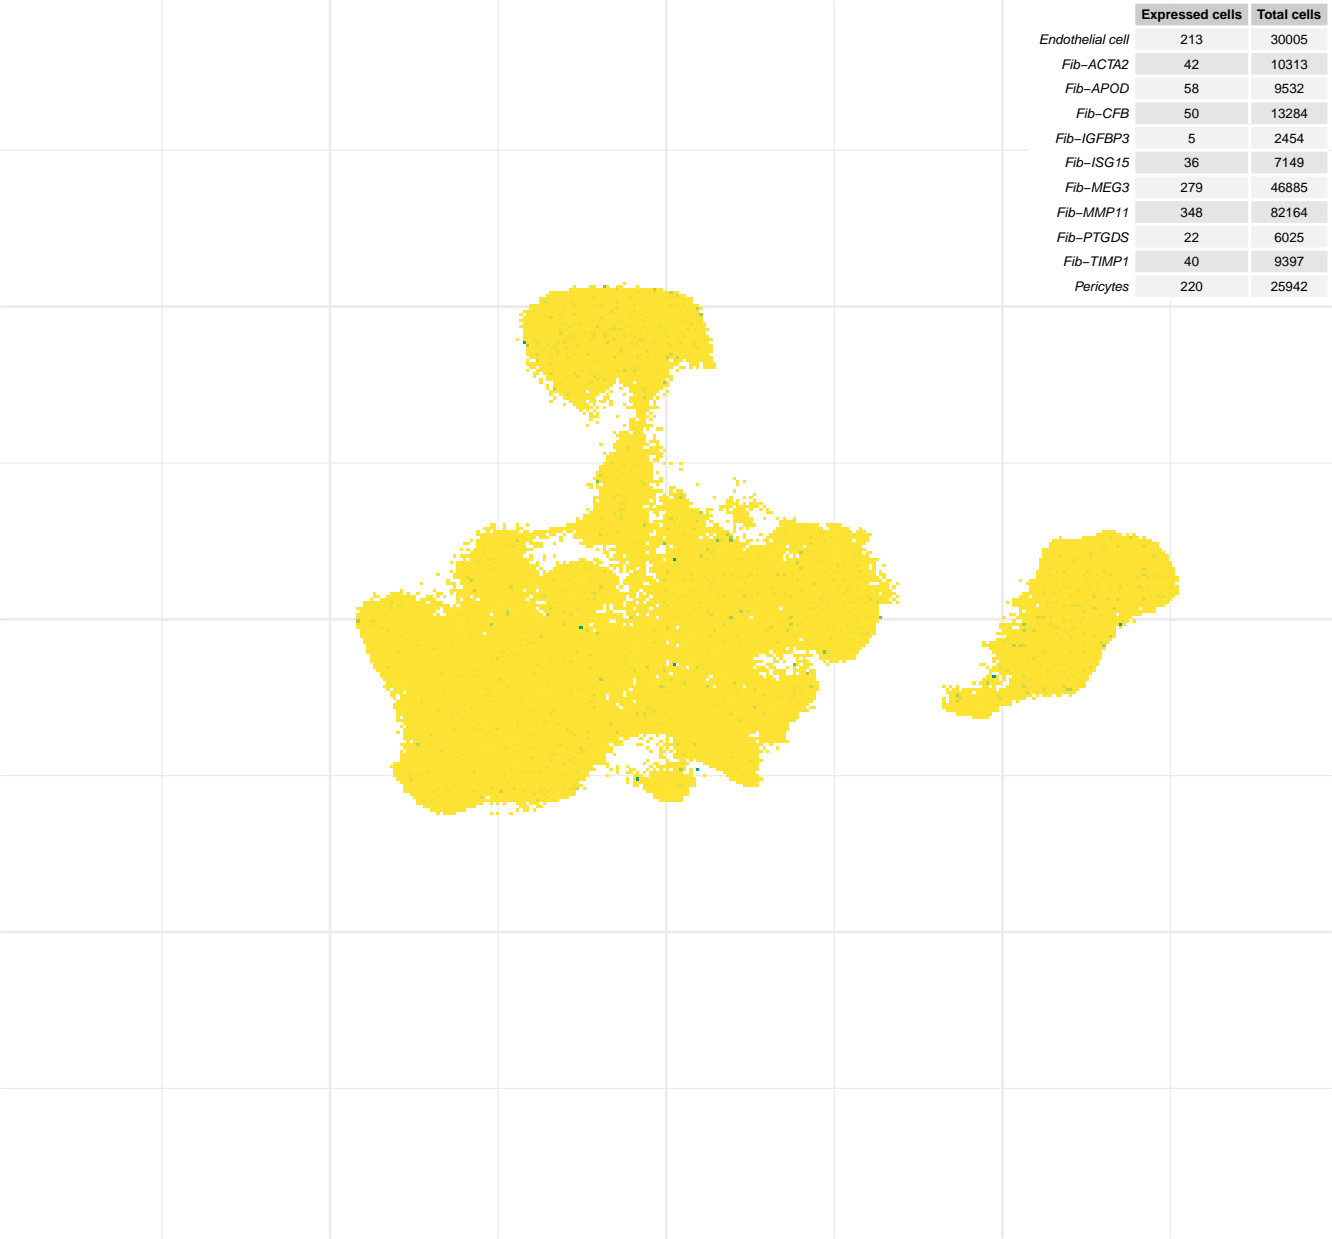 Expressed cells Total cells
Endothelial cell 213 30005
Fib−ACTA2 42 10313
Fib−APOD 58 9532
Fib−CFB 50 13284
Fib−IGFBP3 5 2454
Fib−ISG15 36 7149
Fib−MEG3 279 46885
Fib−MMP11 348 82164
Fib−PTGDS 22 6025
Fib−TIMP1 40 9397
Pericytes 220 25942